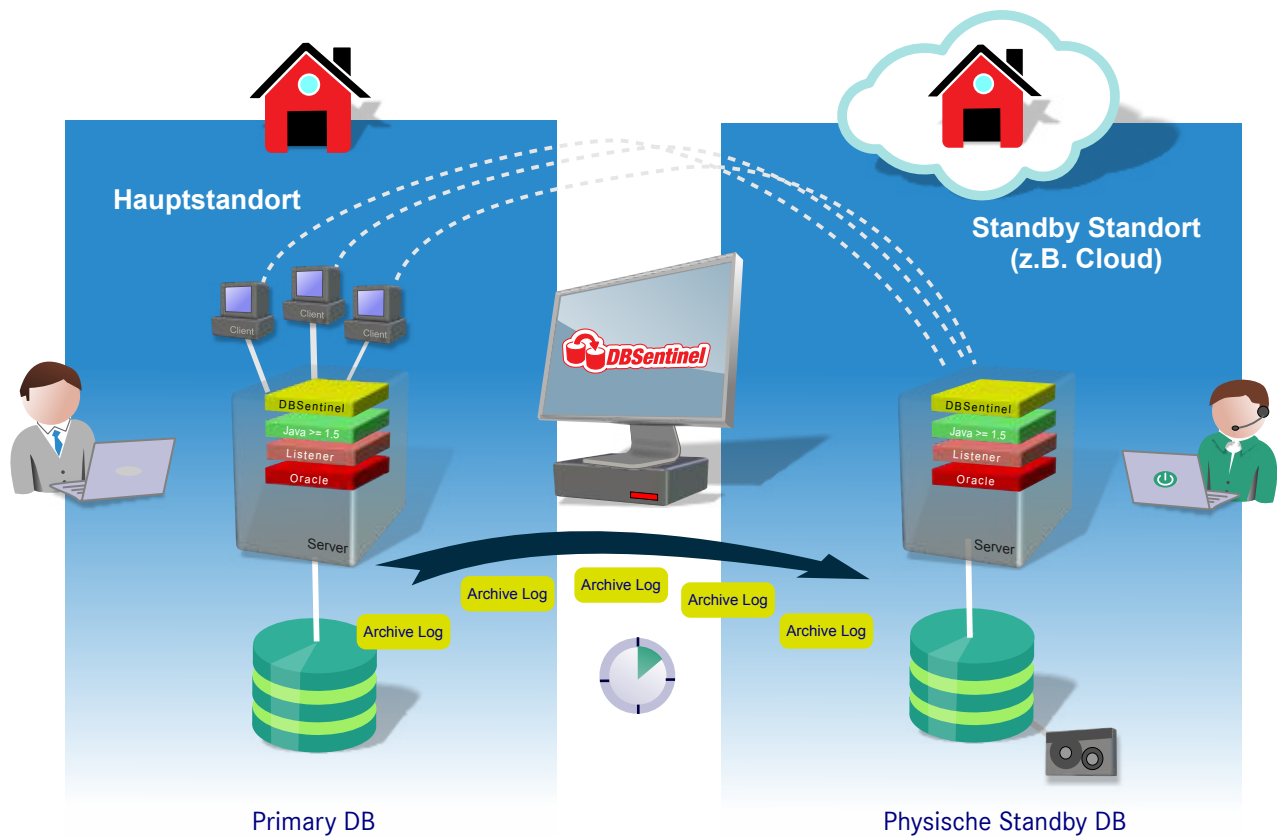 Hauptstandort
Standby Standort
(z.B. Cloud)
Client
Client
Client
DBSentinel
DBSentinel
Java >= 1.5
Listener
Oracle
Server
DBSentinel
Java >= 1.5
Listener
Oracle
Server
Archive Log
Archive Log
Archive Log
Archive Log
Archive Log
Primary DB
Physische Standby DB